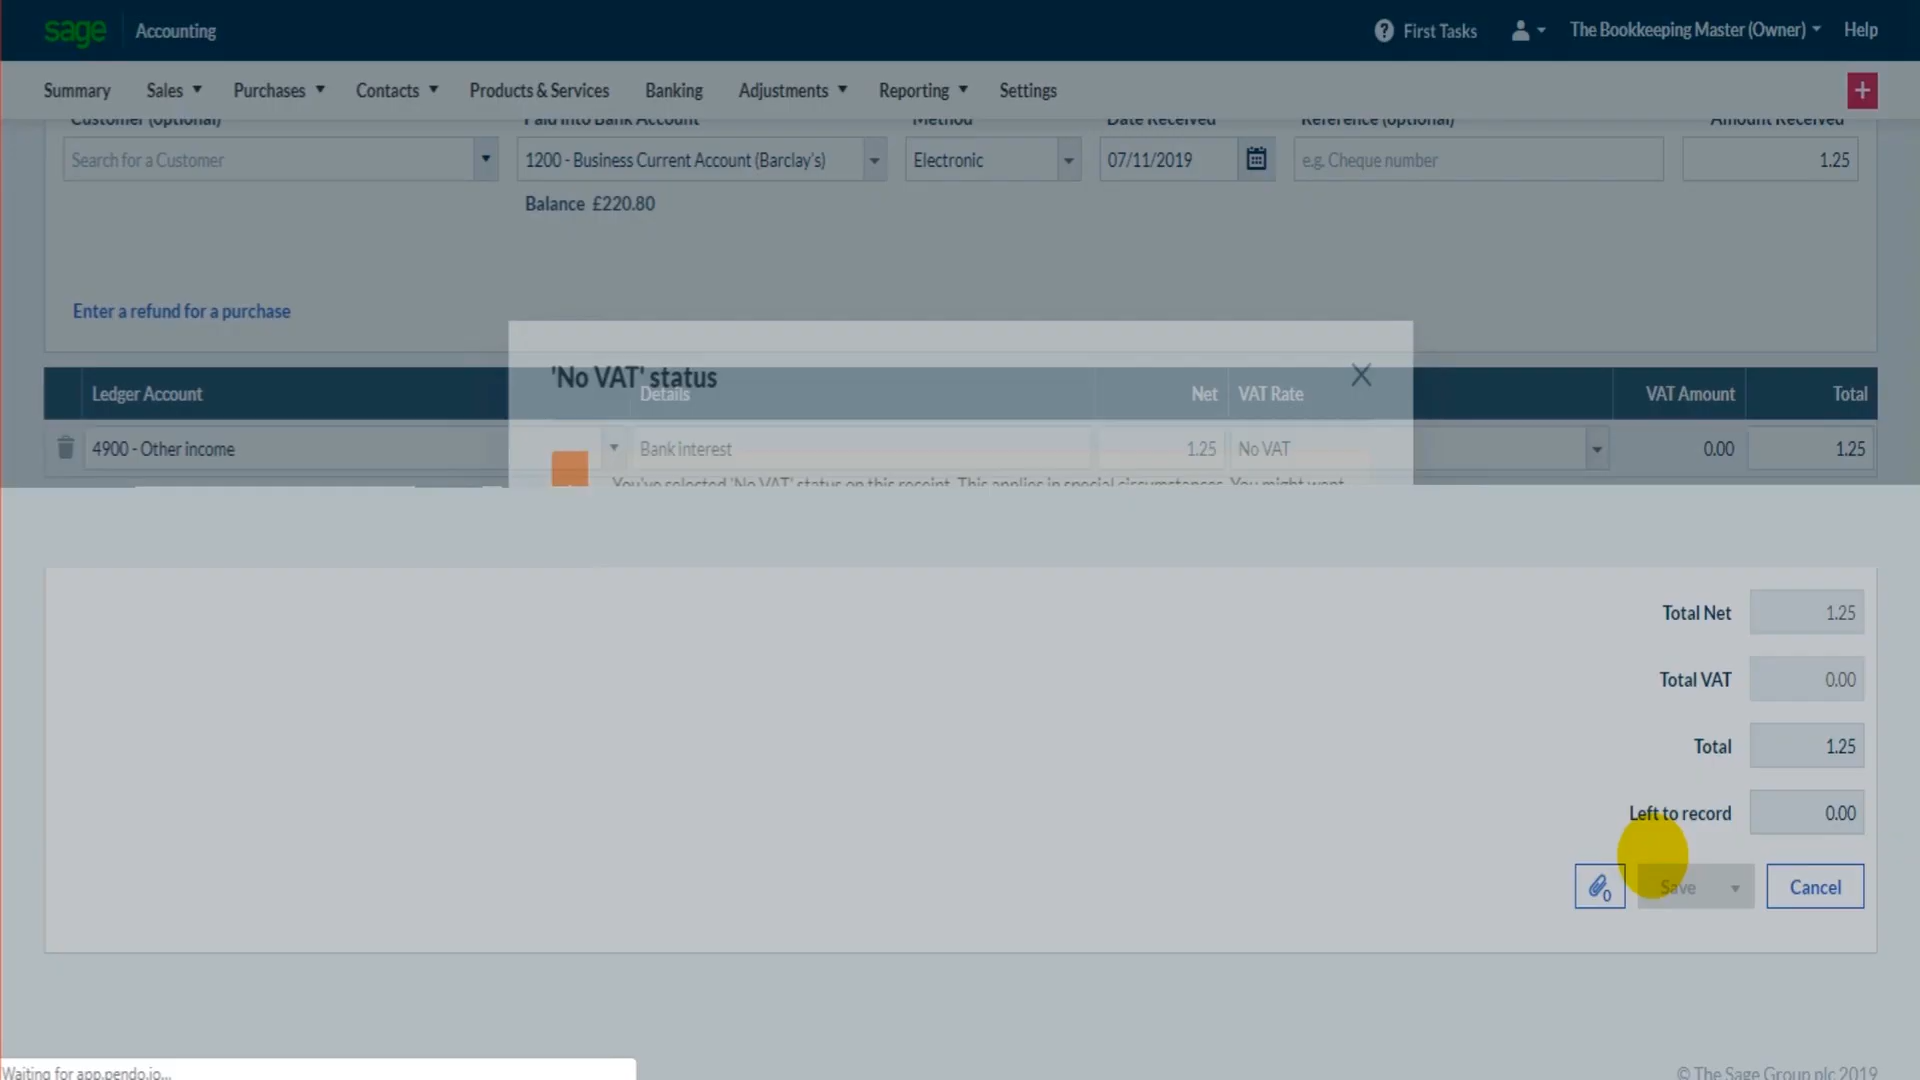 sage Accounting First Tasks The Bookkeeping Master (Owner) Help
Summary Sales Purchases Contacts Products & Services Banking Adjustments Reporting Settings +
Customer (optional) Paid into Bank Account Method Date Received Reference (optional) Amount Received
Search for a Customer 1200 - Business Current Account (Barclay's) Electronic 07/11/2019 e.g. Cheque number 1.25
Balance £220.80
Enter a refund for a purchase
'No VAT' status
Ledger Account Details Net VAT Rate VAT Amount Total
4900 - Other income Bank interest 1.25 No VAT 0.00 1.25
You've selected 'No VAT' status on this receipt. This applies in special circumstances. You might want
Total Net 1.25
Total VAT 0.00
Total 1.25
Left to record 0.00
0 Save Cancel
Waiting for app.pendo.io...
© The Sage Group plc 2019